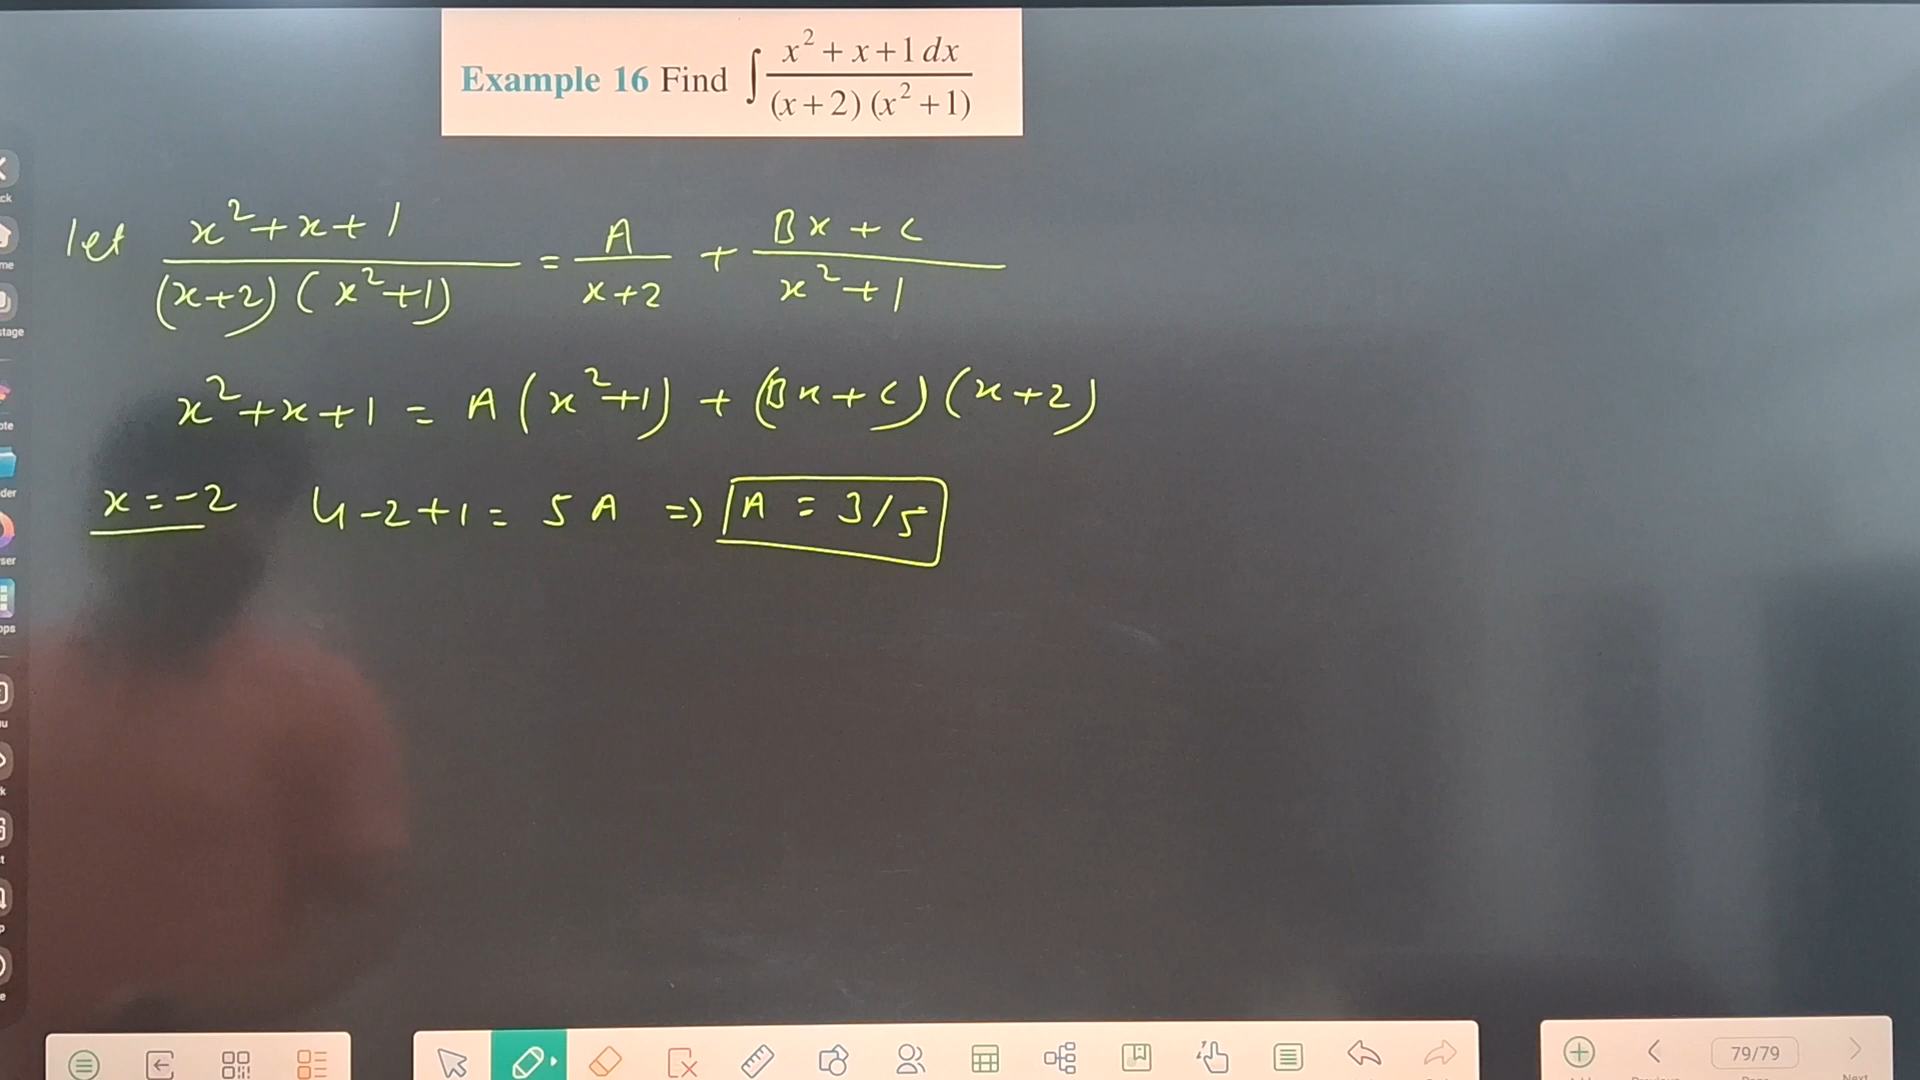 Example 16 Find ∫ x² + x + 1 dx / (x + 2) (x² + 1)
let x² + x + 1 / (x+2) (x²+1) = A / x+2 + Bx + C / x² + 1
x² + x + 1 = A (x²+1) + (Bx + C) (x+2)
x = -2 4 - 2 + 1 = 5 A ⇒ A = 3/5
79/79